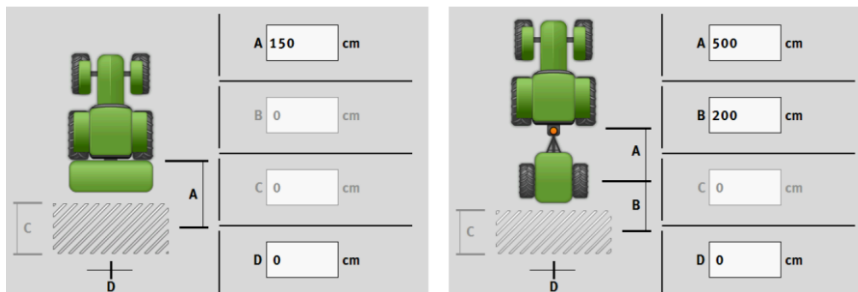 A 150 cm
B 0 cm
A
C 0 cm
C
D 0 cm
D
A 500 cm
B 200 cm
A
C 0 cm
B
C
D 0 cm
D